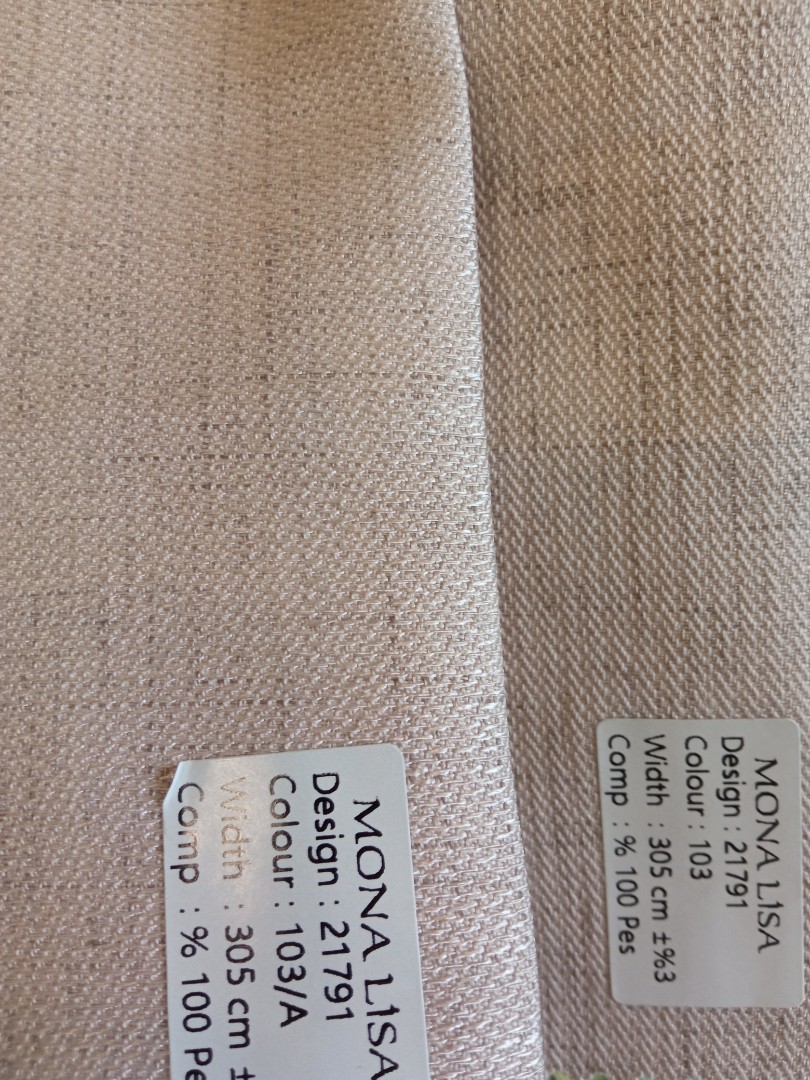 MONA LISA
Design : 21791
Colour : 103/A
Width : 305 cm ±
Comp : % 100 Pe
MONA LISA
Design : 21791
Colour : 103
Width : 305 cm ±%3
Comp : % 100 Pes